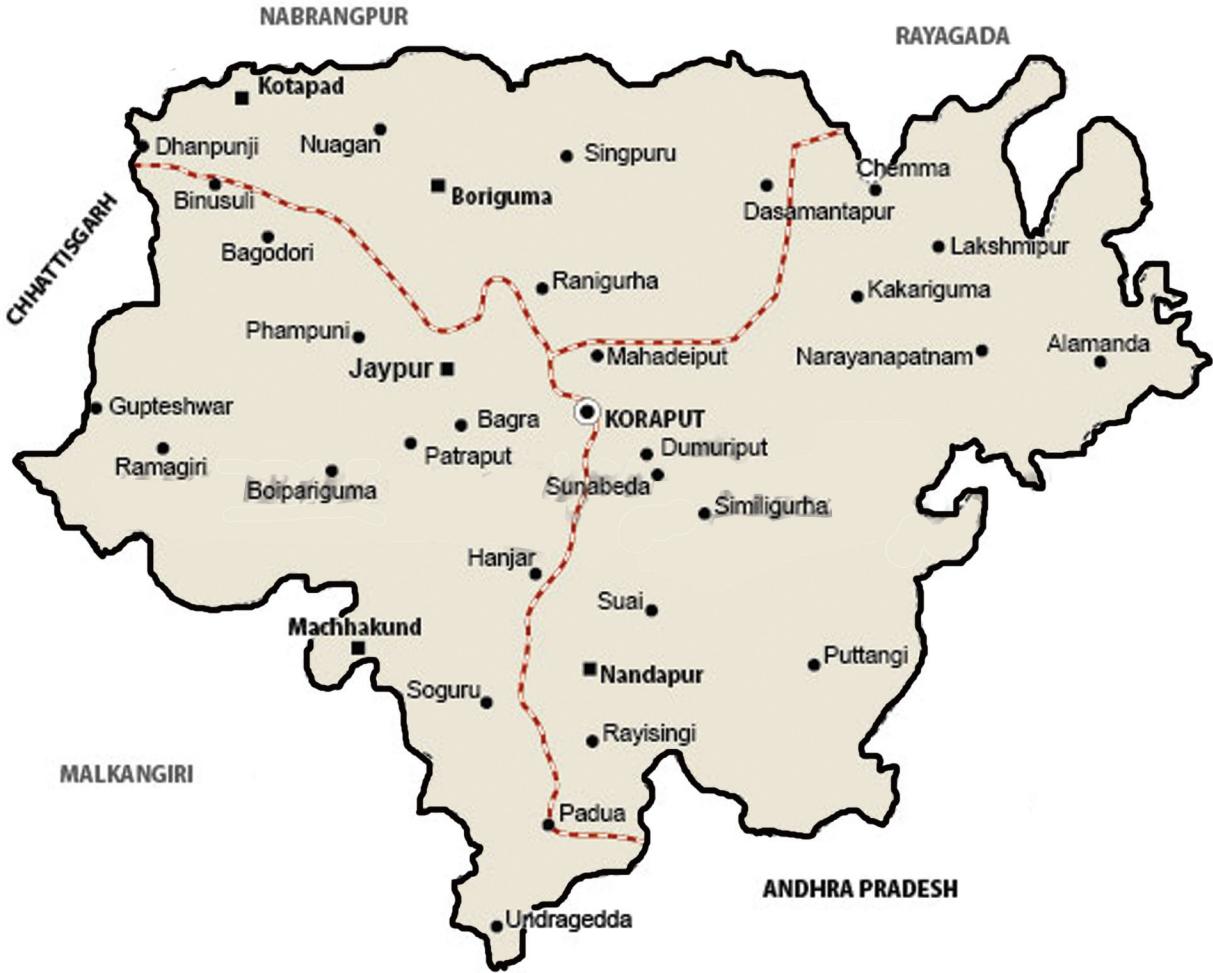 NABRANGPUR
RAYAGADA
Kotapad
Dhanpunji
Nuagan
Singpuru
Chemma
Binusuli
Boriguma
Dasamantapur
CHHATTISGARH
Bagodori
Lakshmipur
Ranigurha
Kakariguma
Phampuni
Mahadeiput
Narayanapatnam
Alamanda
Jaypur
Gupteshwar
Bagra
KORAPUT
Ramagiri
Patraput
Dumuriput
Boipariguma
Sunabeda
Similigurha
Hanjar
Suai
Machhakund
Nandapur
Puttangi
Soguru
Rayisingi
MALKANGIRI
Padua
ANDHRA PRADESH
Undragedda